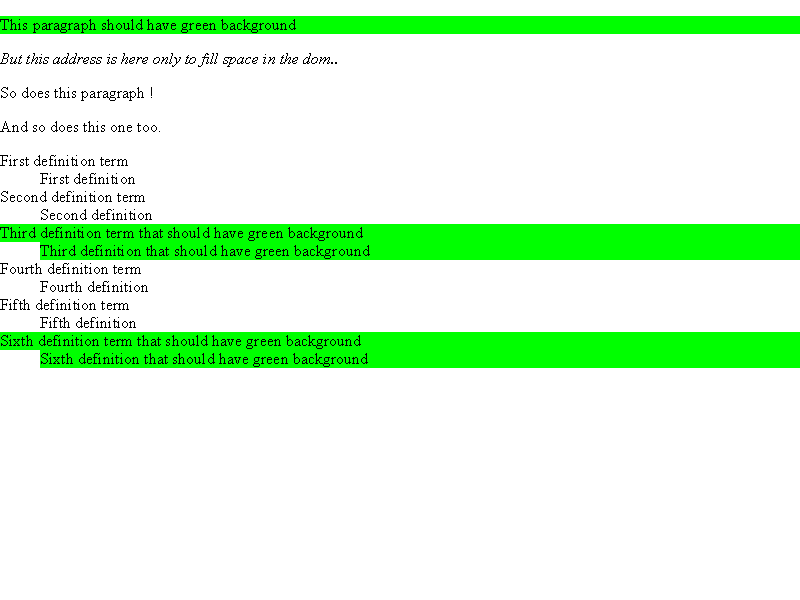 This paragraph should have green background
But this address is here only to fill space in the dom..
So does this paragraph !
And so does this one too.
First definition term
First definition
Second definition term
Second definition
Third definition term that should have green background
Third definition that should have green background
Fourth definition term
Fourth definition
Fifth definition term
Fifth definition
Sixth definition term that should have green background
Sixth definition that should have green background